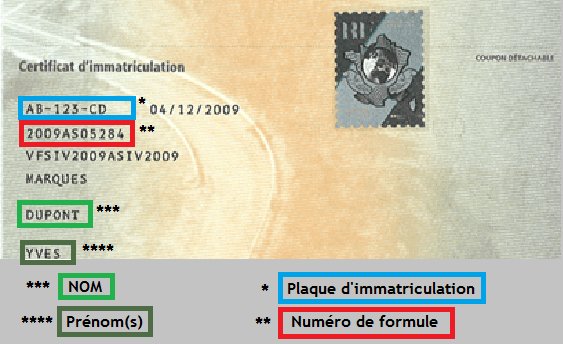 COUPON DÉTACHABLE
Certificat d'immatriculation
AB-123-CD * 04/12/2009
2009AS05284 **
VFSIV2009ASIV2009
MARQUES
DUPONT ***
YVES ****
*** NOM * Plaque d'immatriculation
**** Prénom(s) ** Numéro de formule